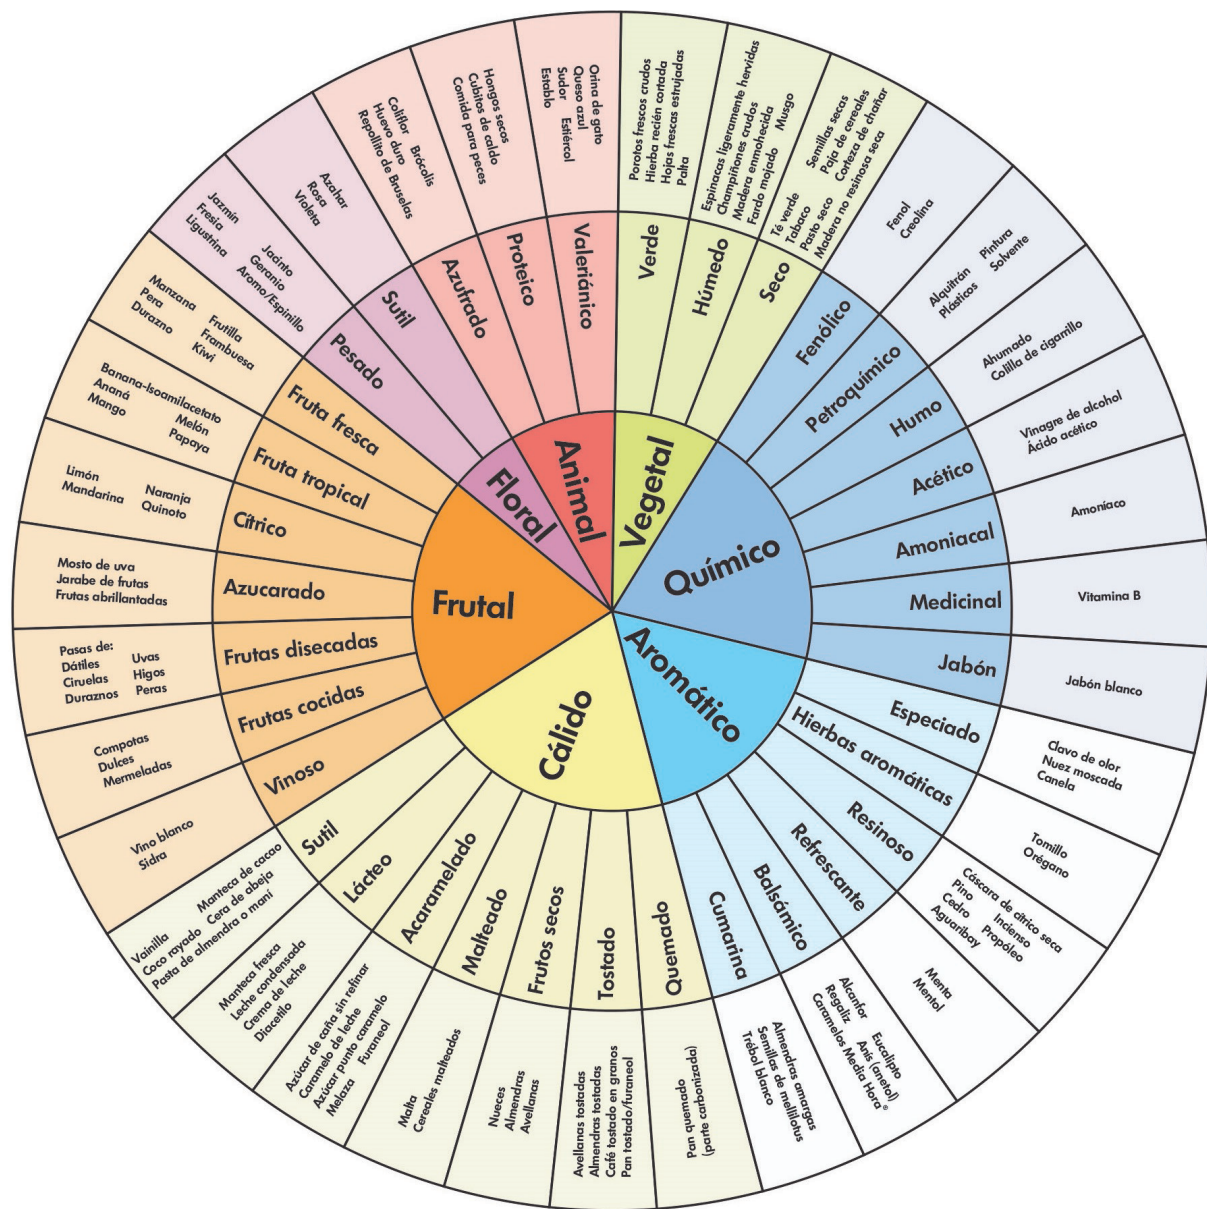 Vegetal
Verde
Porotos frescos crudos
Hierba recién cortada
Hojas frescas estrujadas
Palta
Húmedo
Espinacas ligeramente hervidas
Champiñones crudos
Madera enmohecida
Fardo mojado Musgo
Seco
Semillas secas
Paja de cereales
Té verde Corteza de chañar
Tabaco
Pasto seco
Madera no resinosa seca
Químico
Fenólico
Fenol
Creolina
Petroquímico
Alquitrán Pintura
Plásticos Solvente
Humo
Ahumado
Colilla de cigarrillo
Acético
Vinagre de alcohol
Ácido acético
Amoniacal
Amoníaco
Medicinal
Vitamina B
Jabón
Jabón blanco
Aromático
Especiado
Clavo de olor
Nuez moscada
Canela
Hierbas aromáticas
Tomillo
Orégano
Resinoso
Cáscara de cítrico seca
Pino Incienso
Cedro Propóleo
Aguaribay
Refrescante
Menta
Mentol
Balsámico
Alcanfor Eucalipto
Regaliz Anís (anetol)
Caramelos Media Hora®
Cumarina
Almendras amargas
Semillas de mellilotus
Trébol blanco
Cálido
Quemado
Pan quemado
(parte carbonizada)
Tostado
Avellanas tostadas
Almendras tostadas
Café tostado en granos
Pan tostado/furaneol
Frutos secos
Nueces
Almendras
Avellanas
Malteado
Malta
Cereales malteados
Acaramelado
Azúcar de caña sin refinar
Caramelo de leche
Azúcar punto caramelo
Melaza Furaneol
Lácteo
Manteca fresca
Leche condensada
Crema de leche
Diacetilo
Sutil
Vainilla Manteca de cacao
Coco rayado Cera de abeja
Pasta de almendra o maní
Frutal
Vinoso
Vino blanco
Sidra
Frutas cocidas
Compotas
Dulces
Mermeladas
Frutas disecadas
Pasas de:
Dátiles Uvas
Ciruelas Higos
Duraznos Peras
Azucarado
Mosto de uva
Jarabe de frutas
Frutas abrillantadas
Cítrico
Limón Naranja
Mandarina Quinoto
Fruta tropical
Banana-Isoamilacetato
Ananá Melón
Mango Papaya
Fruta fresca
Manzana Frutilla
Pera Frambuesa
Durazno Kiwi
Floral
Pesado
Jazmín Jacinto
Fresia Geranio
Ligustrina Aromo/Espinillo
Sutil
Azahar
Rosa
Violeta
Animal
Azufrado
Coliflor Brócolis
Huevo duro
Repollito de Bruselas
Proteico
Hongos secos
Cubitos de caldo
Comida para peces
Valeriánico
Orina de gato
Queso azul
Sudor Estiércol
Establo